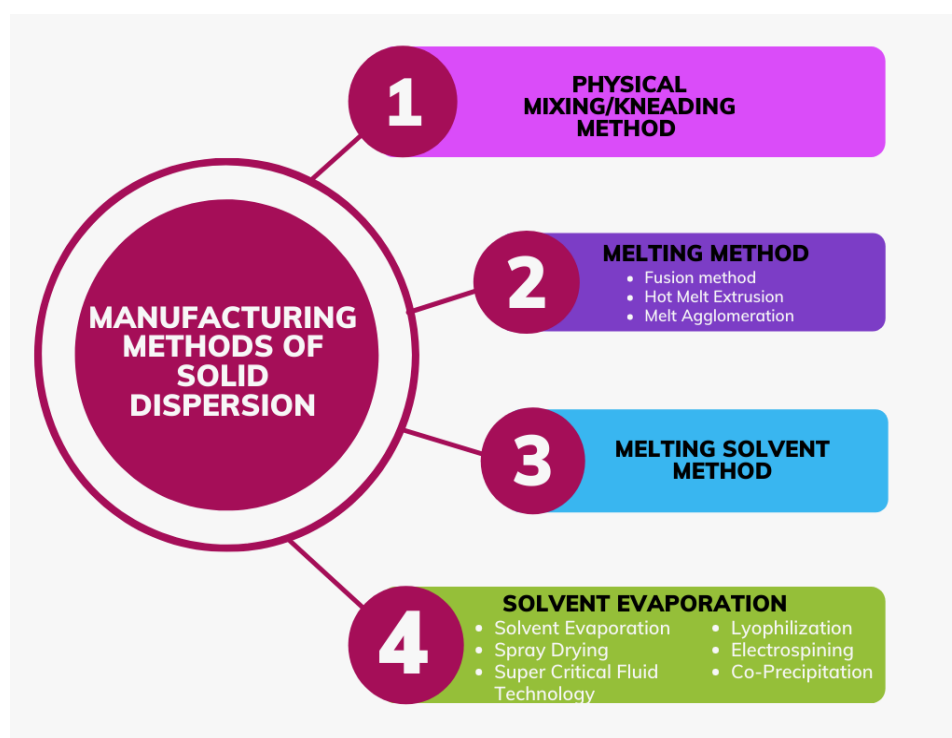 MANUFACTURING
METHODS OF
SOLID
DISPERSION
1
PHYSICAL
MIXING/KNEADING
METHOD
2
MELTING METHOD
• Fusion method
• Hot Melt Extrusion
• Melt Agglomeration
3
MELTING SOLVENT
METHOD
4
SOLVENT EVAPORATION
• Solvent Evaporation
• Spray Drying
• Super Critical Fluid
Technology
• Lyophilization
• Electrospining
• Co-Precipitation